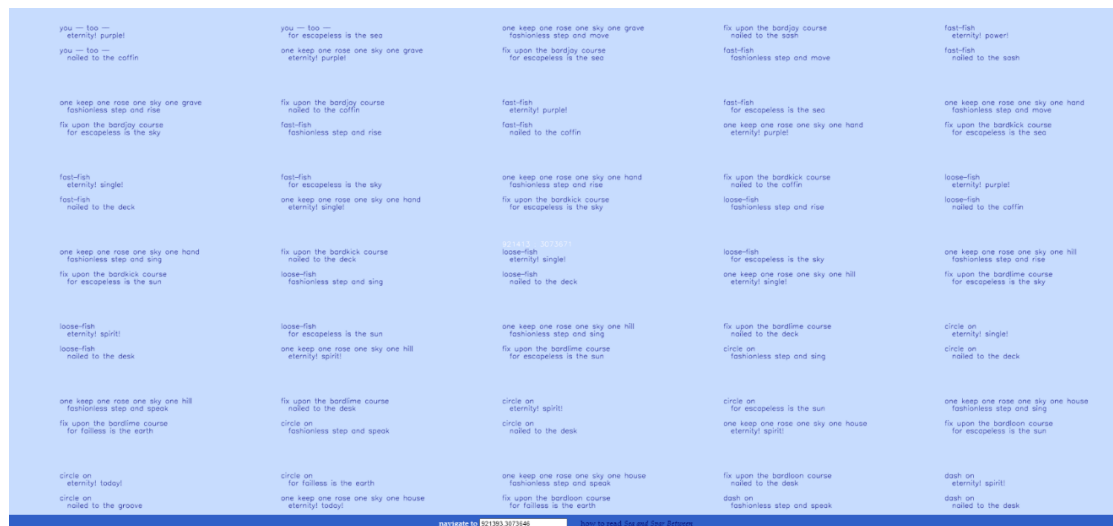 you — too —
eternity! purple!
you — too —
nailed to the coffin
you — too —
for escapeless is the sea
one keep one rose one sky one grave
eternity! purple!
one keep one rose one sky one grave
fashionless step and move
fix upon the bardjay course
for escapeless is the sea
fix upon the bardjay course
nailed to the sash
fast-fish
fashionless step and move
fast-fish
eternity! power!
fast-fish
nailed to the sash
one keep one rose one sky one grave
fashionless step and rise
fix upon the bardjay course
for escapeless is the sky
fix upon the bardjay course
nailed to the coffin
fast-fish
fashionless step and rise
fast-fish
eternity! purple!
fast-fish
nailed to the coffin
fast-fish
for escapeless is the sea
one keep one rose one sky one hand
eternity! purple!
one keep one rose one sky one hand
fashionless step and move
fix upon the bardkick course
for escapeless is the sea
fast-fish
eternity! single!
fast-fish
nailed to the deck
fast-fish
for escapeless is the sky
one keep one rose one sky one hand
eternity! single!
one keep one rose one sky one hand
fashionless step and rise
fix upon the bardkick course
for escapeless is the sky
fix upon the bardkick course
nailed to the coffin
loose-fish
fashionless step and rise
loose-fish
eternity! purple!
loose-fish
nailed to the coffin
one keep one rose one sky one hand
fashionless step and sing
fix upon the bardkick course
for escapeless is the sun
fix upon the bardkick course
nailed to the deck
loose-fish
fashionless step and sing
loose-fish
eternity! single!
loose-fish
nailed to the deck
loose-fish
for escapeless is the sky
one keep one rose one sky one hill
eternity! single!
one keep one rose one sky one hill
fashionless step and rise
fix upon the bardlime course
for escapeless is the sky
loose-fish
eternity! spirit!
loose-fish
nailed to the desk
loose-fish
for escapeless is the sun
one keep one rose one sky one hill
eternity! spirit!
one keep one rose one sky one hill
fashionless step and sing
fix upon the bardlime course
for escapeless is the sun
fix upon the bardlime course
nailed to the deck
circle on
fashionless step and sing
circle on
eternity! single!
circle on
nailed to the deck
one keep one rose one sky one hill
fashionless step and speak
fix upon the bardlime course
for failless is the earth
fix upon the bardlime course
nailed to the desk
circle on
fashionless step and speak
circle on
eternity! spirit!
circle on
nailed to the desk
circle on
for escapeless is the sun
one keep one rose one sky one house
eternity! spirit!
one keep one rose one sky one house
fashionless step and sing
fix upon the bardloon course
for escapeless is the sun
circle on
eternity! today!
circle on
nailed to the groove
circle on
for failless is the earth
one keep one rose one sky one house
eternity! today!
one keep one rose one sky one house
fashionless step and speak
fix upon the bardloon course
for failless is the earth
fix upon the bardloon course
nailed to the desk
dash on
fashionless step and speak
dash on
eternity! spirit!
dash on
nailed to the desk
navigate to 921393,3073646 how to read Sea and Spar Between